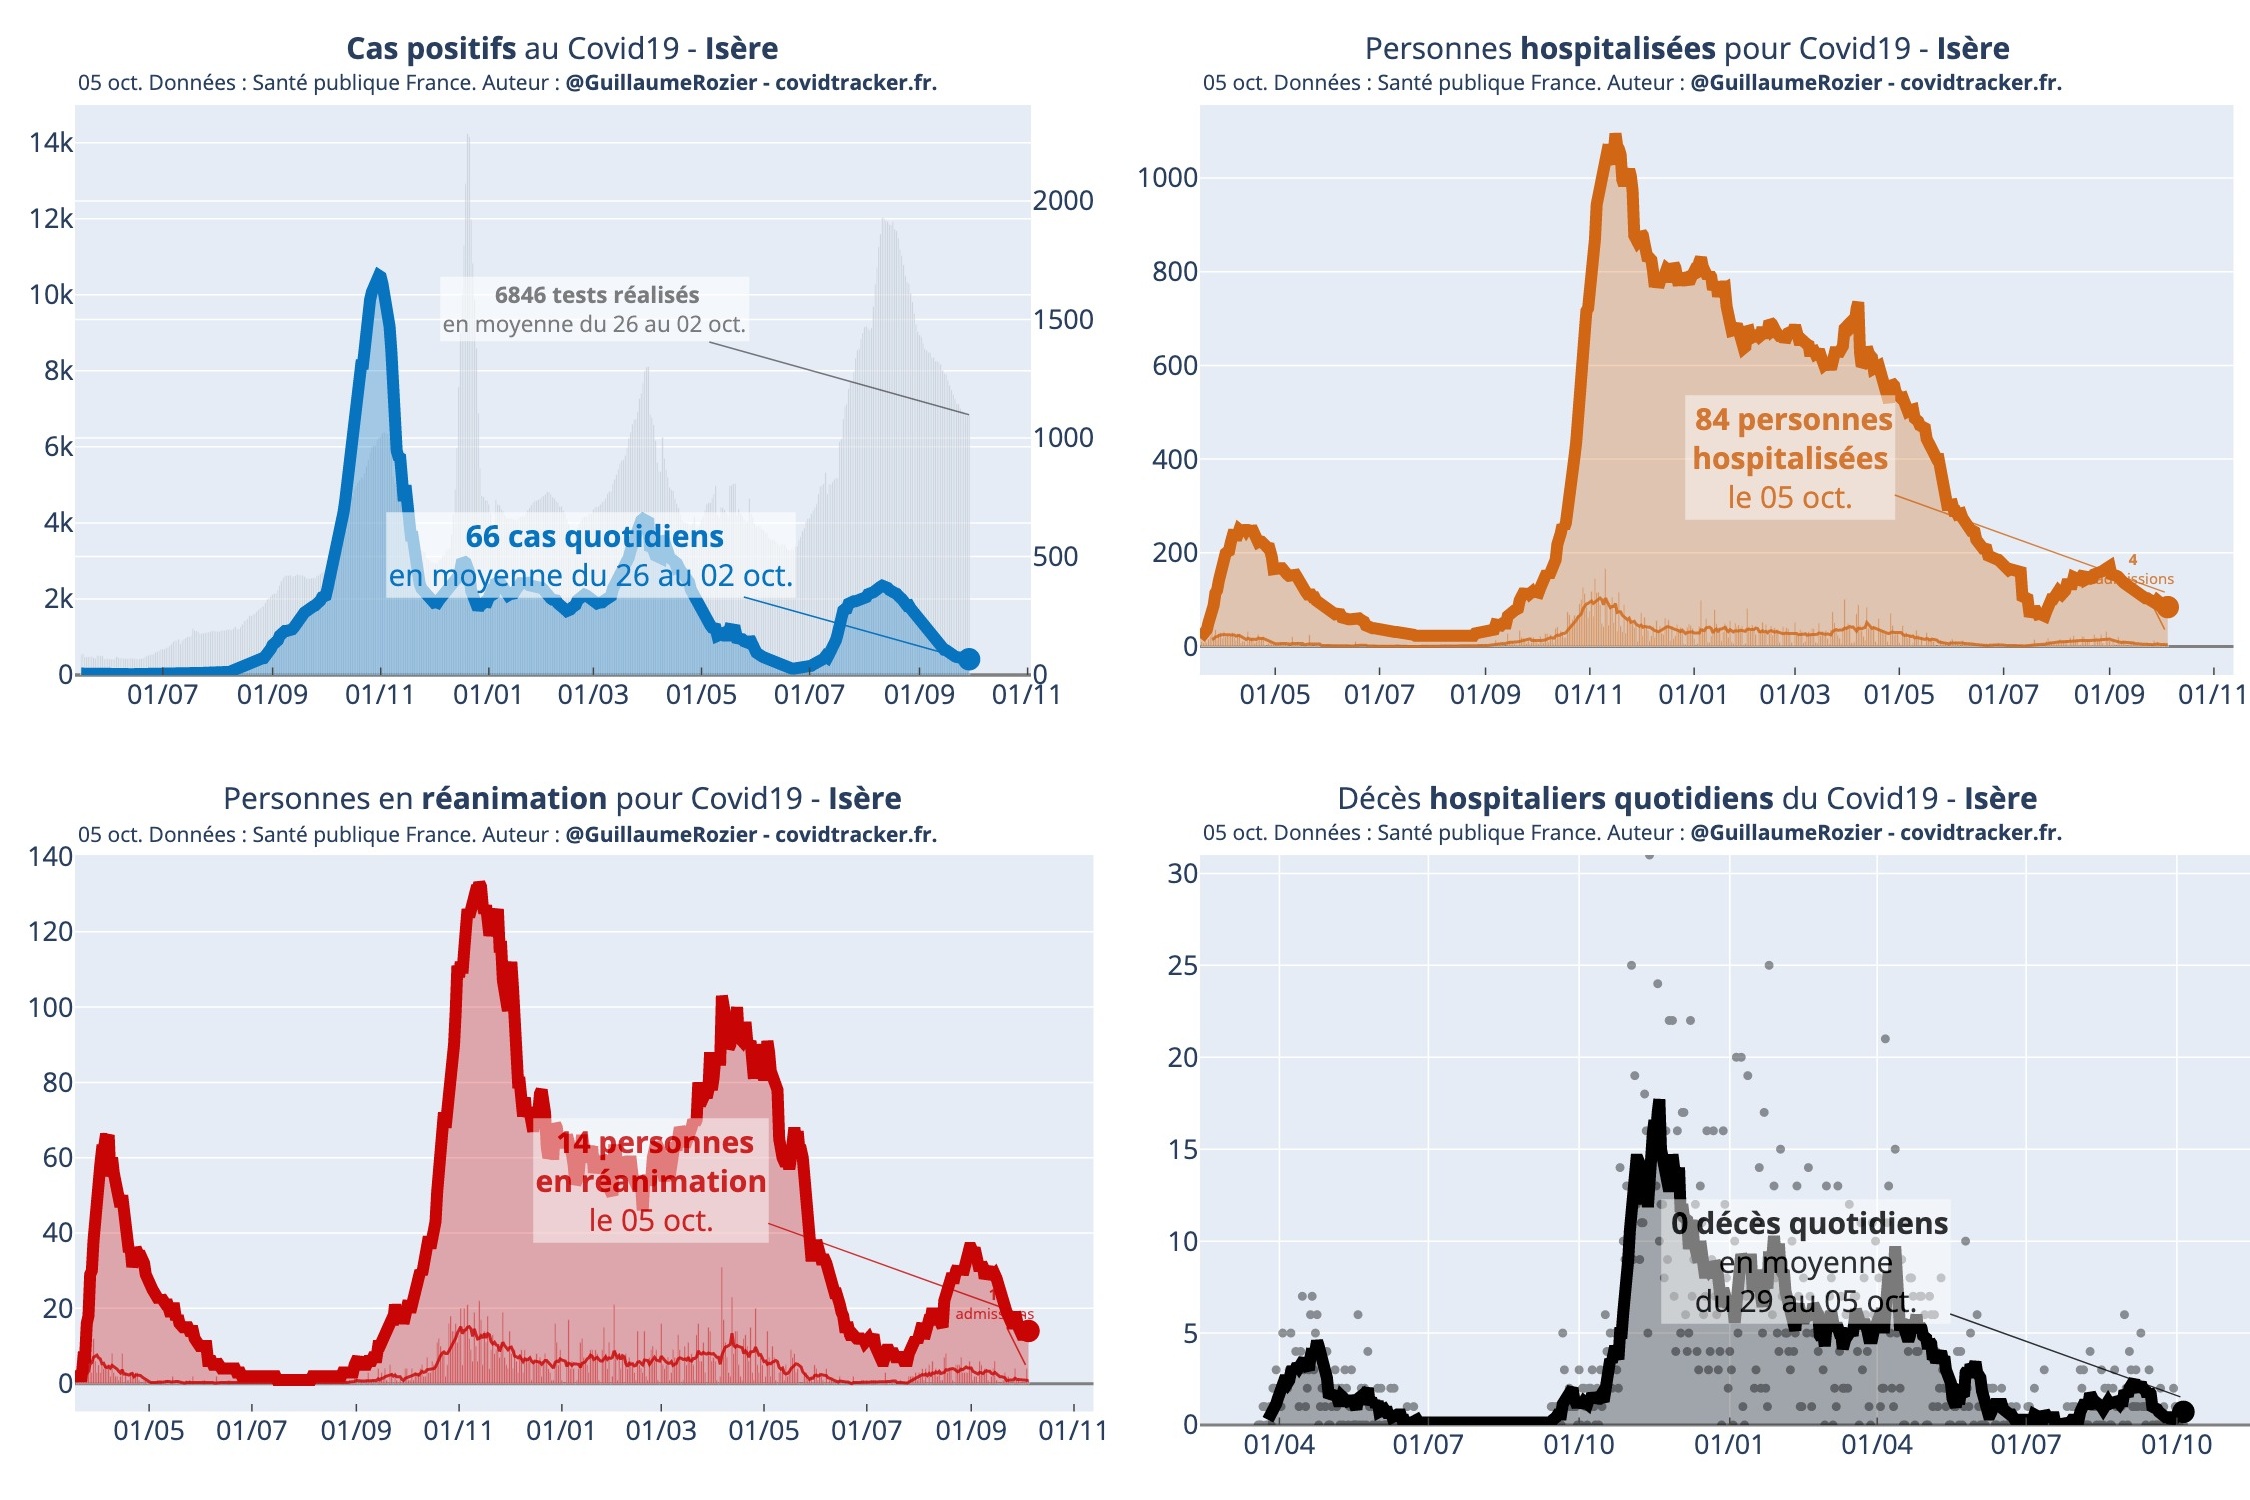 Cas positifs au Covid19 - Isère
05 oct. Données : Santé publique France. Auteur : @GuillaumeRozier - covidtracker.fr.
14k
12k
10k
8k
6k
4k
2k
0
2000
1500
1000
500
0
6846 tests réalisés
en moyenne du 26 au 02 oct.
66 cas quotidiens
en moyenne du 26 au 02 oct.
01/07 01/09 01/11 01/01 01/03 01/05 01/07 01/09 01/11
Personnes hospitalisées pour Covid19 - Isère
05 oct. Données : Santé publique France. Auteur : @GuillaumeRozier - covidtracker.fr.
1000
800
600
400
200
0
84 personnes
hospitalisées
le 05 oct.
4
admissions
01/05 01/07 01/09 01/11 01/01 01/03 01/05 01/07 01/09 01/11
Personnes en réanimation pour Covid19 - Isère
05 oct. Données : Santé publique France. Auteur : @GuillaumeRozier - covidtracker.fr.
140
120
100
80
60
40
20
0
14 personnes
en réanimation
le 05 oct.
admissions
01/05 01/07 01/09 01/11 01/01 01/03 01/05 01/07 01/09 01/11
Décès hospitaliers quotidiens du Covid19 - Isère
05 oct. Données : Santé publique France. Auteur : @GuillaumeRozier - covidtracker.fr.
30
25
20
15
10
5
0
0 décès quotidiens
en moyenne
du 29 au 05 oct.
01/04 01/07 01/10 01/01 01/04 01/07 01/10